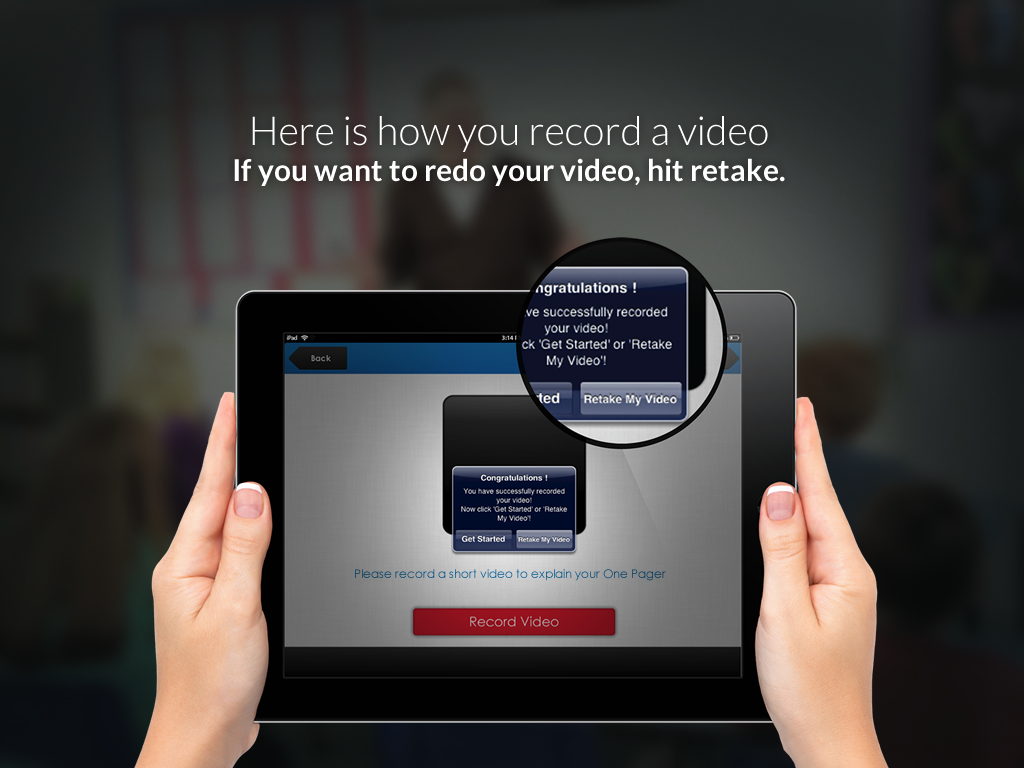 Here is how you record a video
If you want to redo your video, hit retake.
ngratulations !
ve successfully recorded
your video!
ck 'Get Started' or 'Retake
My Video'!
ted
Retake My Video
iPad
3:14
Back
Congratulations !
You have successfully recorded
your video!
Now click 'Get Started' or 'Retake
My Video'!
Get Started
Retake My Video
Please record a short video to explain your One Pager
Record Video